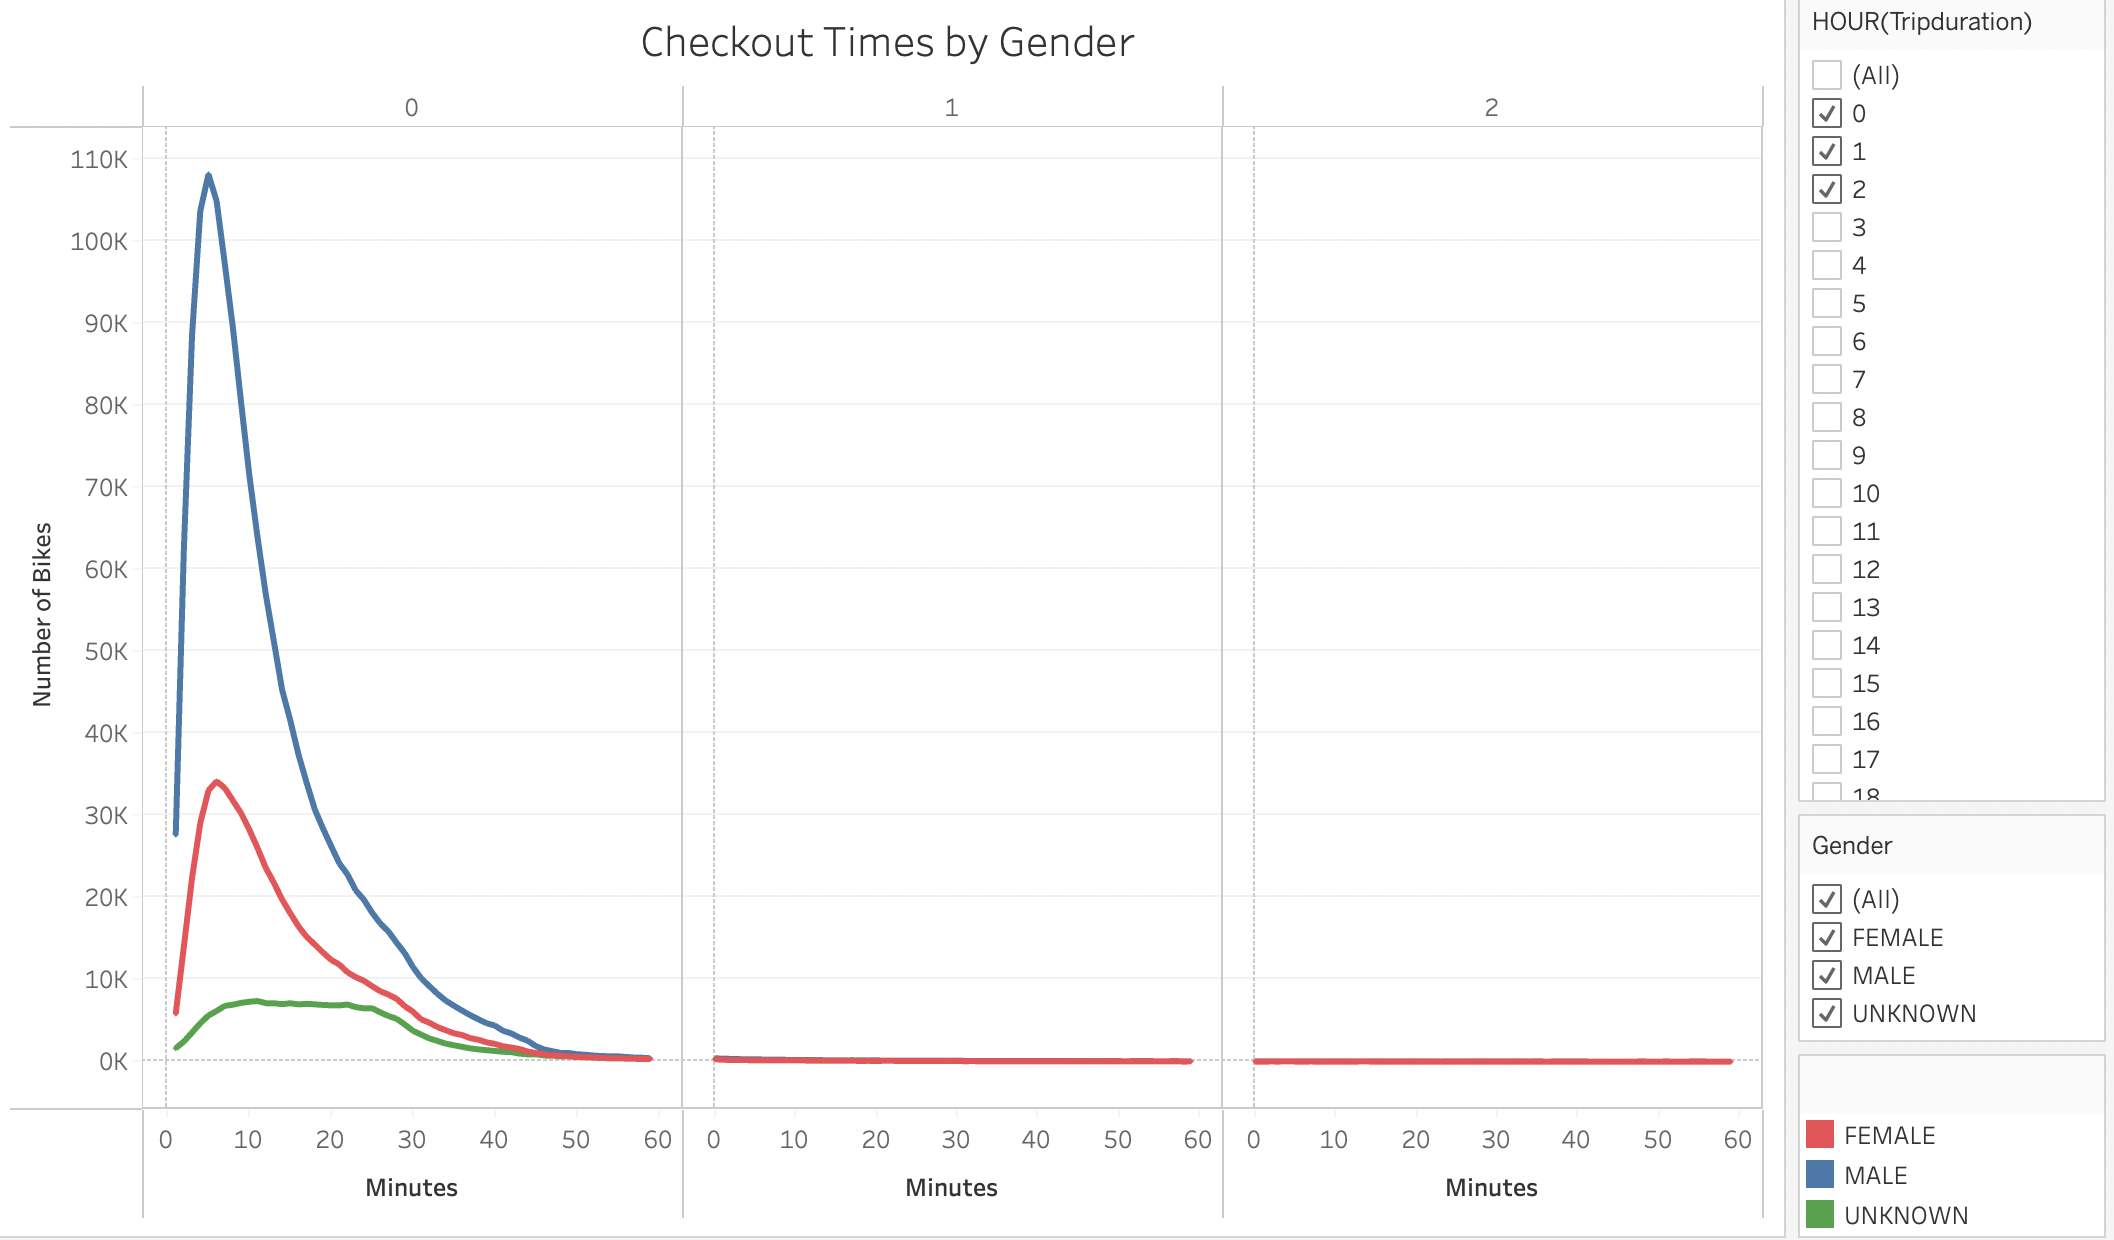 Checkout Times by Gender
0 1 2
110K
100K
90K
80K
70K
60K
50K
40K
30K
20K
10K
0K
Number of Bikes
0 10 20 30 40 50 60 0 10 20 30 40 50 60 0 10 20 30 40 50 60
Minutes Minutes Minutes
HOUR(Tripduration)
(All)
0
1
2
3
4
5
6
7
8
9
10
11
12
13
14
15
16
17
18
Gender
(All)
FEMALE
MALE
UNKNOWN
FEMALE
MALE
UNKNOWN